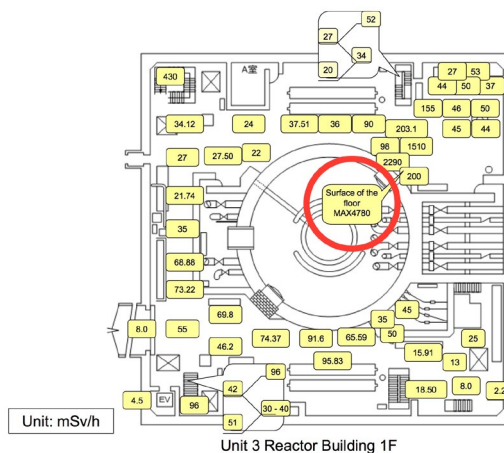 52
27
34
20
A室
430
27 53
44 50 37
155 46 50
34.12 24 37.51 36 90 203.1 45 44
98 1510
27 27.50 22 2290
200
21.74
Surface of the
floor
MAX4780
35
68.88
73.22
69.8 45
35
8.0 55 50
74.37 91.6 65.59 25
46.2 15.91
95.83 13
96
42 18.50 8.0 2.2
4.5 EV 96 30 - 40
51
Unit: mSv/h
Unit 3 Reactor Building 1F